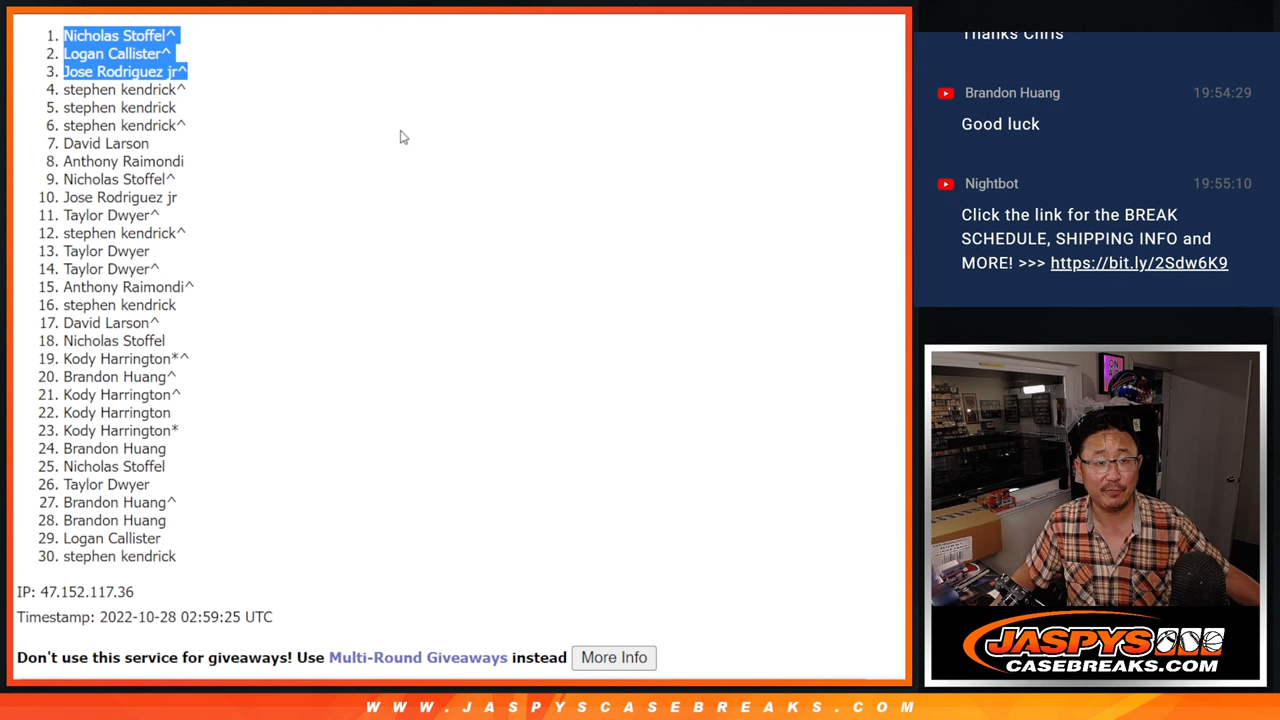 1. Nicholas Stoffel^
2. Logan Callister^
3. Jose Rodriguez jr^
4. stephen kendrick^
5. stephen kendrick
6. stephen kendrick^
7. David Larson
8. Anthony Raimondi
9. Nicholas Stoffel^
10. Jose Rodriguez jr
11. Taylor Dwyer^
12. stephen kendrick^
13. Taylor Dwyer
14. Taylor Dwyer^
15. Anthony Raimondi^
16. stephen kendrick
17. David Larson^
18. Nicholas Stoffel
19. Kody Harrington*^
20. Brandon Huang^
21. Kody Harrington^
22. Kody Harrington
23. Kody Harrington*
24. Brandon Huang
25. Nicholas Stoffel
26. Taylor Dwyer
27. Brandon Huang^
28. Brandon Huang
29. Logan Callister
30. stephen kendrick
IP: 47.152.117.36
Timestamp: 2022-10-28 02:59:25 UTC
Don't use this service for giveaways! Use Multi-Round Giveaways instead More Info
Thanks Chris
Brandon Huang 19:54:29
Good luck
Nightbot 19:55:10
Click the link for the BREAK
SCHEDULE, SHIPPING INFO and
MORE! >>> https://bit.ly/2Sdw6K9
ON
AIR
JASPYS
CASEBREAKS.COM
WWW.JASPYSCASEBREAKS.COM